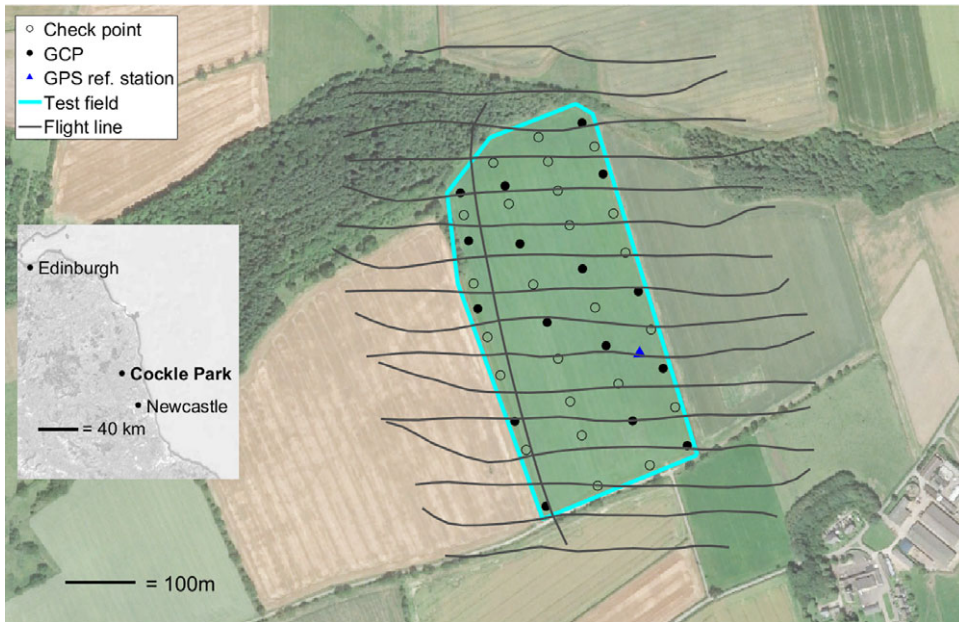 Check point
GCP
GPS ref. station
Test field
Flight line
Edinburgh
Cockle Park
Newcastle
= 40 km
= 100m